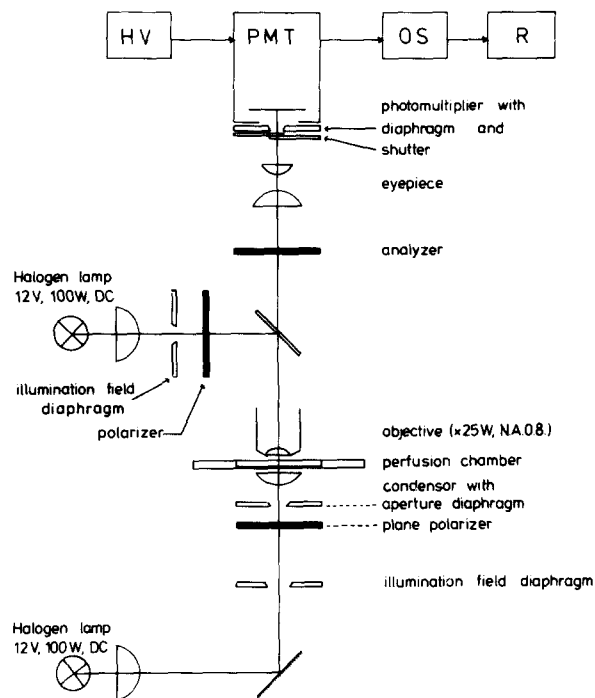 HV
PMT
OS
R
photomultiplier with
diaphragm and
shutter
eyepiece
analyzer
Halogen lamp
12V, 100W, DC
illumination field
diaphragm
polarizer
objective (×25W, N.A.0.8.)
perfusion chamber
condensor with
aperture diaphragm
plane polarizer
illumination field diaphragm
Halogen lamp
12V, 100W, DC